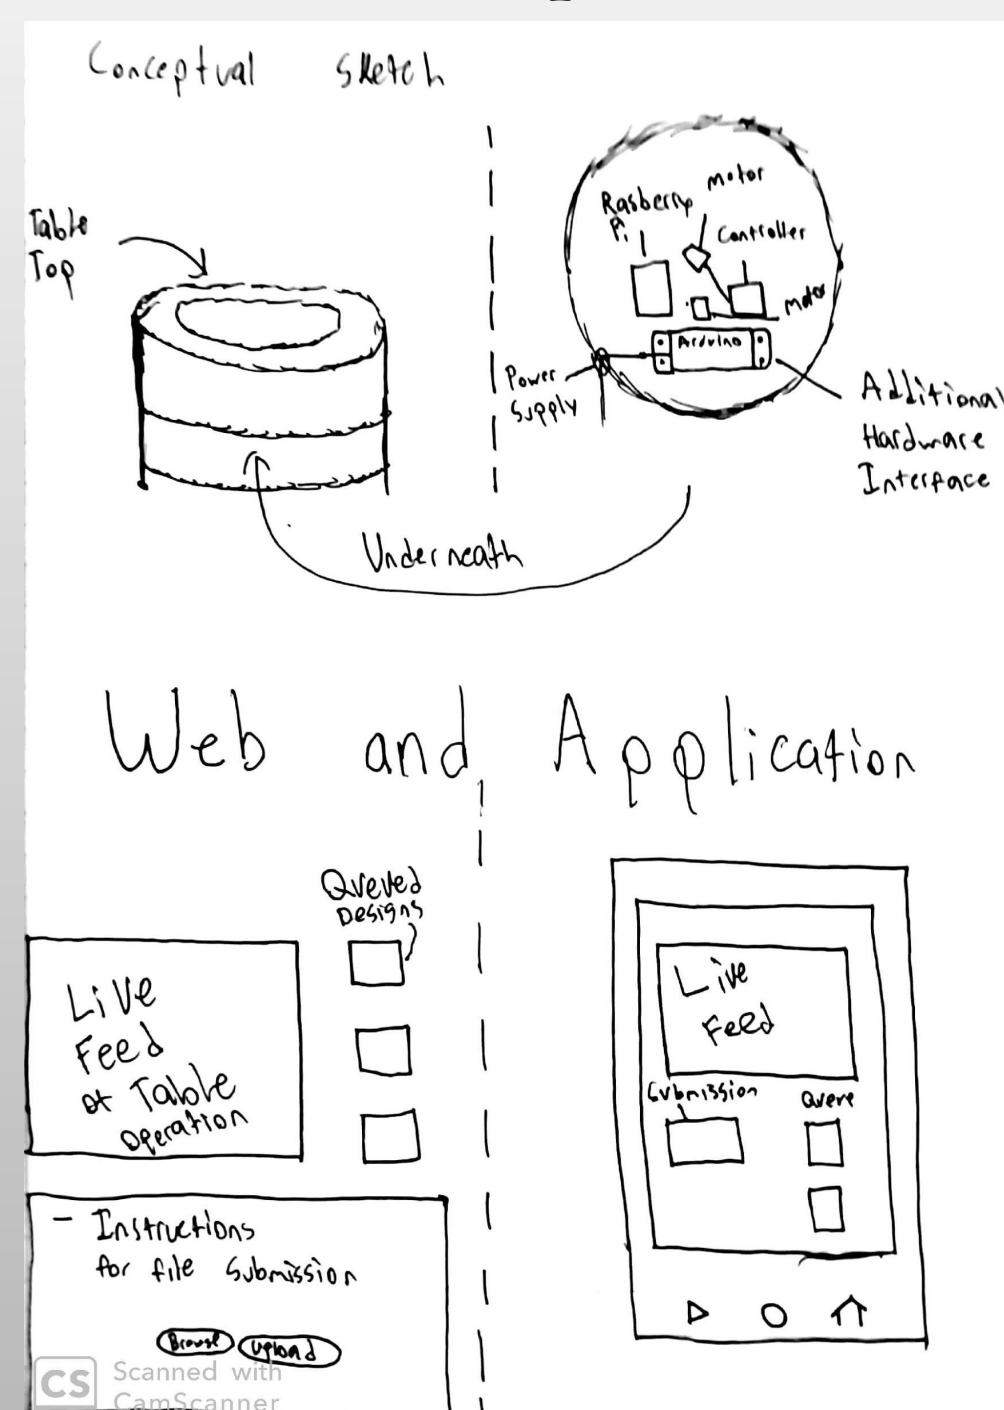 Conceptual Sketch
Table
Top
Rasberry
Pi
motor
Controller
motor
Arduino
Power
Supply
Additional
Hardware
Interface
Underneath
Web and Application
Queued
Designs
Live
Feed
of Table
operation
- Instructions
for file Submission
Browse
Upload
Live
Feed
Submission
Queue
CS
Scanned with
CamScanner